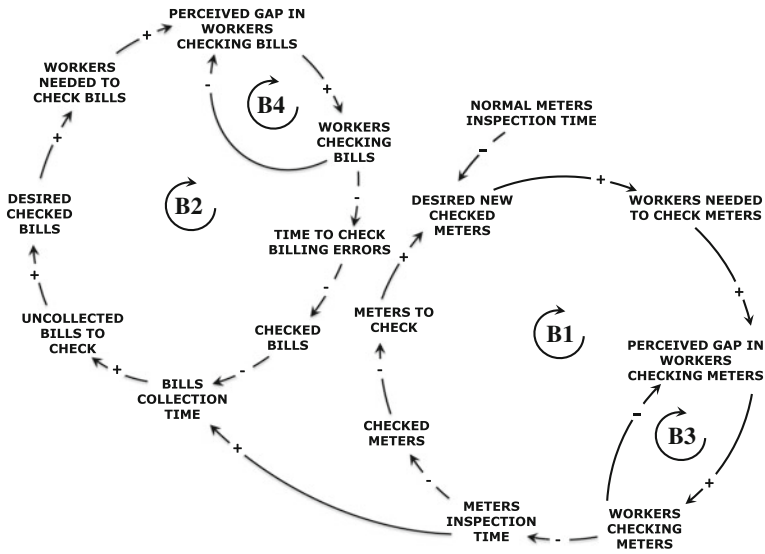 PERCEIVED GAP IN
WORKERS
CHECKING BILLS
+
+
-
WORKERS
NEEDED TO
CHECK BILLS
B4
NORMAL METERS
INSPECTION TIME
WORKERS
CHECKING
BILLS
+
-
-
+
DESIRED
CHECKED
BILLS
B2
DESIRED NEW
CHECKED
METERS
WORKERS NEEDED
TO CHECK METERS
TIME TO CHECK
BILLING ERRORS
+
+
-
+
UNCOLLECTED
BILLS TO
CHECK
CHECKED
BILLS
METERS TO
CHECK
B1
PERCEIVED GAP IN
WORKERS
CHECKING METERS
+
-
-
BILLS
COLLECTION
TIME
-
CHECKED
METERS
B3
+
-
+
METERS
INSPECTION
TIME
-
WORKERS
CHECKING
METERS